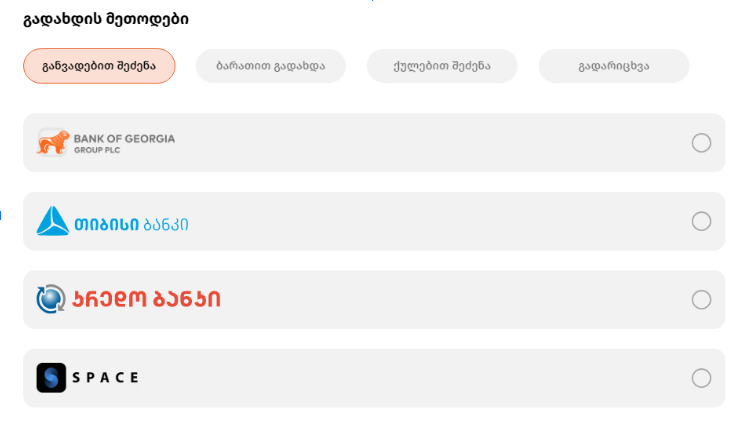 გადახდის მეთოდები
განვადებით შეძენა
ბარათით გადახდა
ქულებით შეძენა
გადარიცხვა
BANK OF GEORGIA
GROUP PLC
თიბისი ბანკი
კრედო ბანკი
SPACE